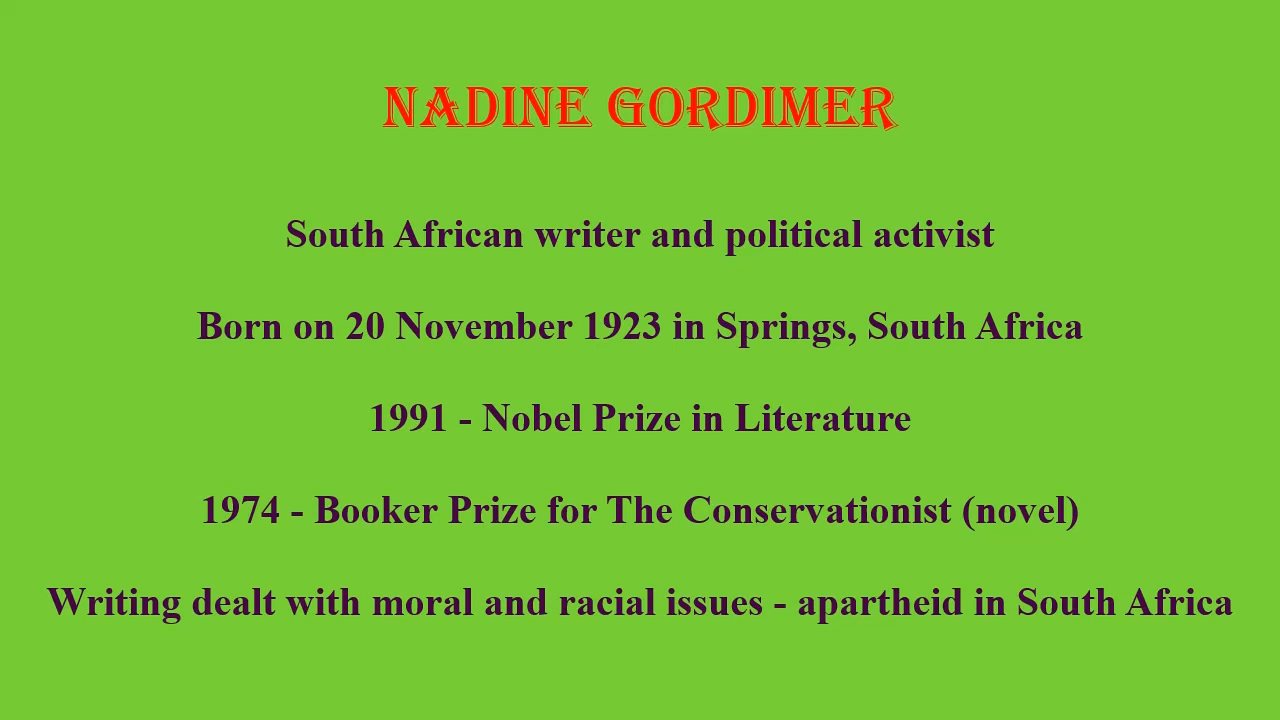 NADINE GORDIMER
South African writer and political activist
Born on 20 November 1923 in Springs, South Africa
1991 - Nobel Prize in Literature
1974 - Booker Prize for The Conservationist (novel)
Writing dealt with moral and racial issues - apartheid in South Africa